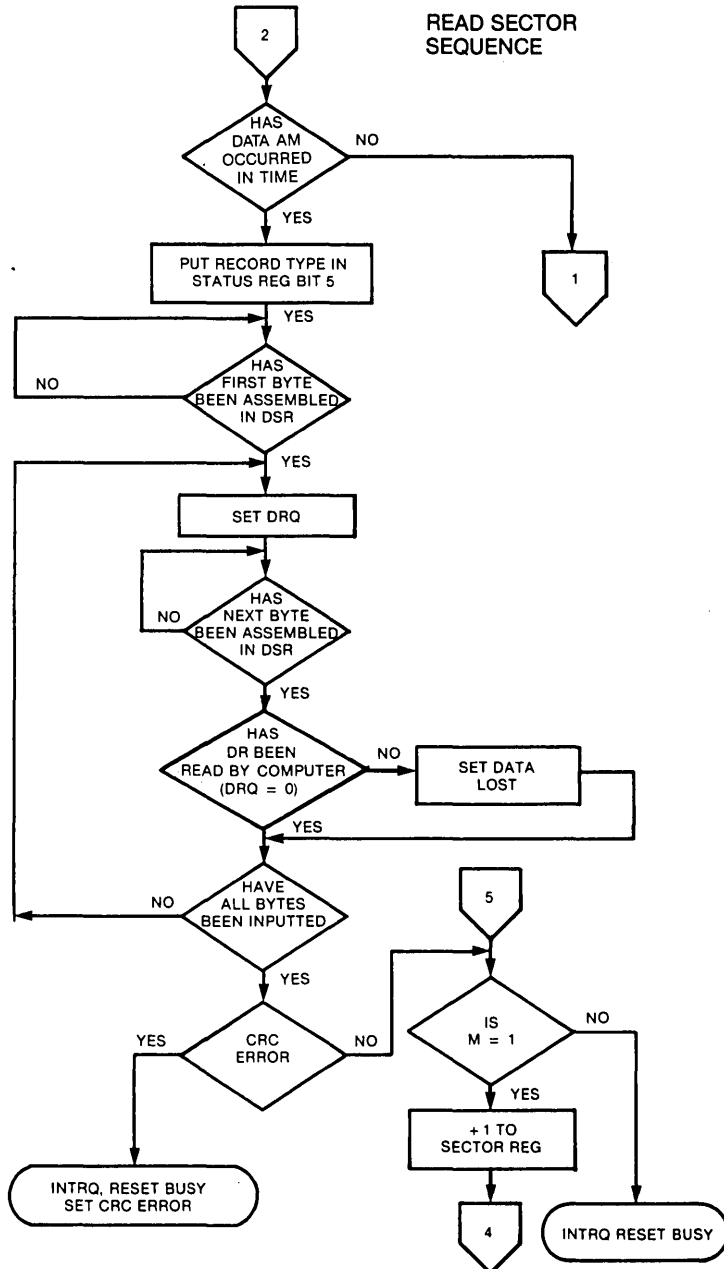 READ SECTOR
SEQUENCE
2
HAS
DATA AM
OCCURRED
IN TIME
NO
YES
1
PUT RECORD TYPE IN
STATUS REG BIT 5
YES
HAS
FIRST BYTE
BEEN ASSEMBLED
IN DSR
NO
YES
SET DRQ
HAS
NEXT BYTE
BEEN ASSEMBLED
IN DSR
NO
YES
HAS
DR BEEN
READ BY COMPUTER
(DRQ = 0)
NO
SET DATA
LOST
YES
HAVE
ALL BYTES
BEEN INPUTTED
NO
YES
5
CRC
ERROR
YES
NO
IS
M = 1
NO
YES
+ 1 TO
SECTOR REG
INTRQ, RESET BUSY
SET CRC ERROR
4
INTRQ RESET BUSY